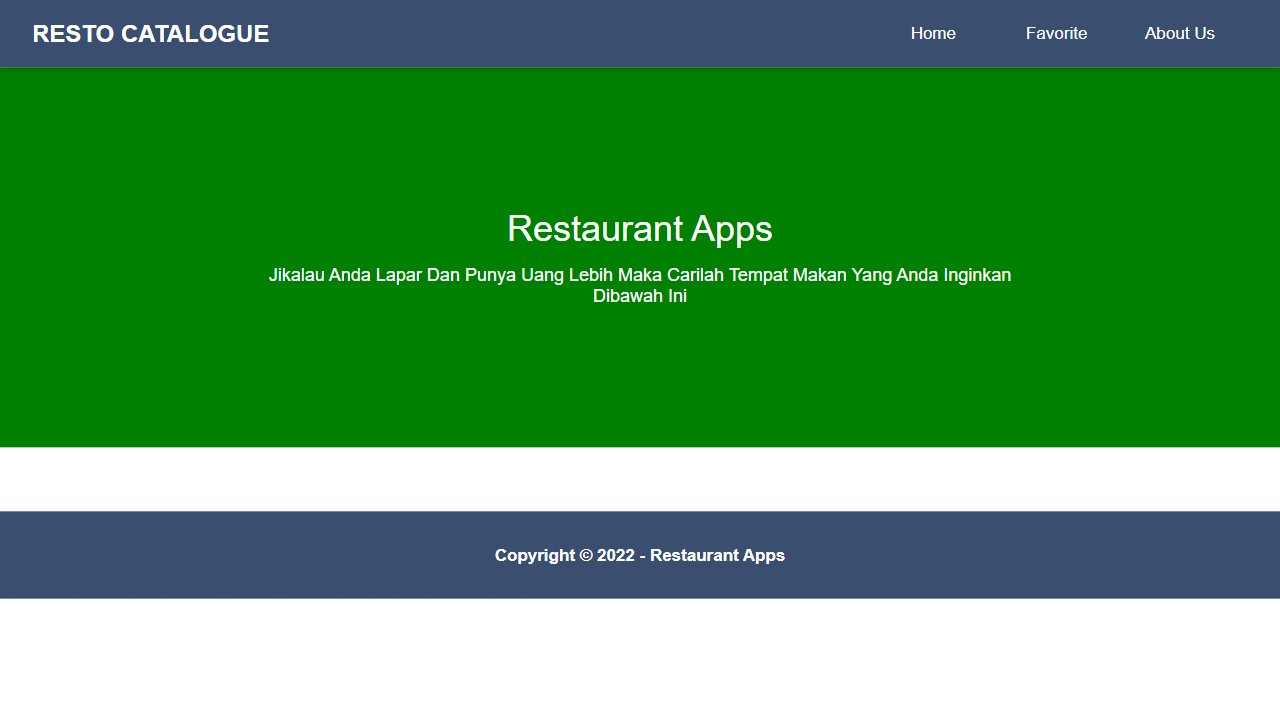 RESTO CATALOGUE
Home
Favorite
About Us
Restaurant Apps
Jikalau Anda Lapar Dan Punya Uang Lebih Maka Carilah Tempat Makan Yang Anda Inginkan
Dibawah Ini
Copyright © 2022 - Restaurant Apps